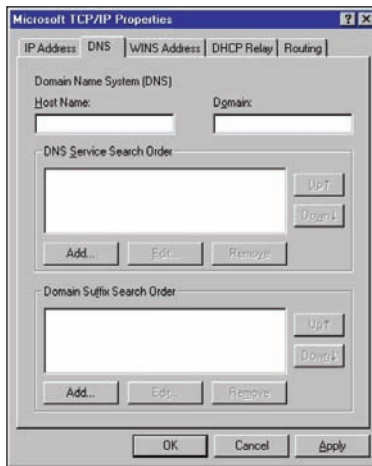 Microsoft TCP/IP Properties
IP Address DNS WINS Address DHCP Relay Routing
Domain Name System (DNS)
Host Name: Domain:
DNS Service Search Order
Up↑
Down↓
Add... Edit... Remove
Domain Suffix Search Order
Up↑
Down↓
Add... Edit... Remove
OK Cancel Apply